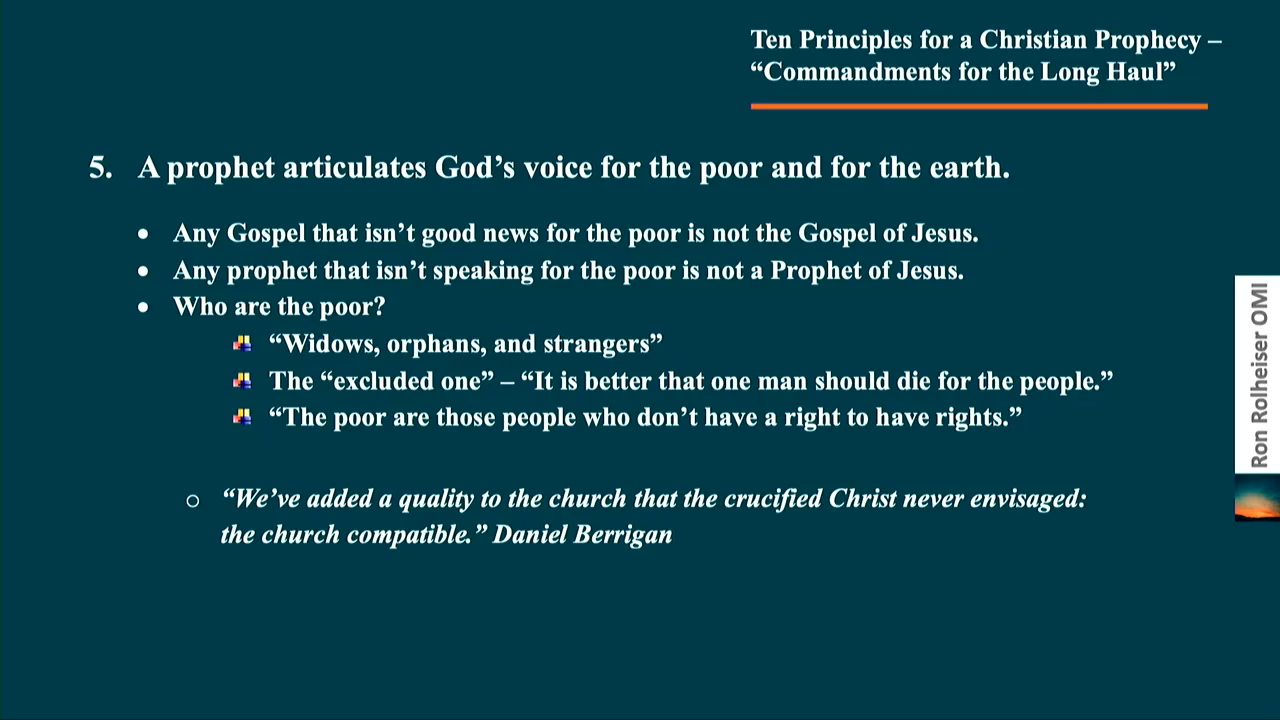 Ten Principles for a Christian Prophecy –
“Commandments for the Long Haul”
5. A prophet articulates God’s voice for the poor and for the earth.
• Any Gospel that isn’t good news for the poor is not the Gospel of Jesus.
• Any prophet that isn’t speaking for the poor is not a Prophet of Jesus.
• Who are the poor?
“Widows, orphans, and strangers”
The “excluded one” – “It is better that one man should die for the people.”
“The poor are those people who don’t have a right to have rights.”
○ “We’ve added a quality to the church that the crucified Christ never envisaged:
the church compatible.” Daniel Berrigan
Ron Rolheiser OMI